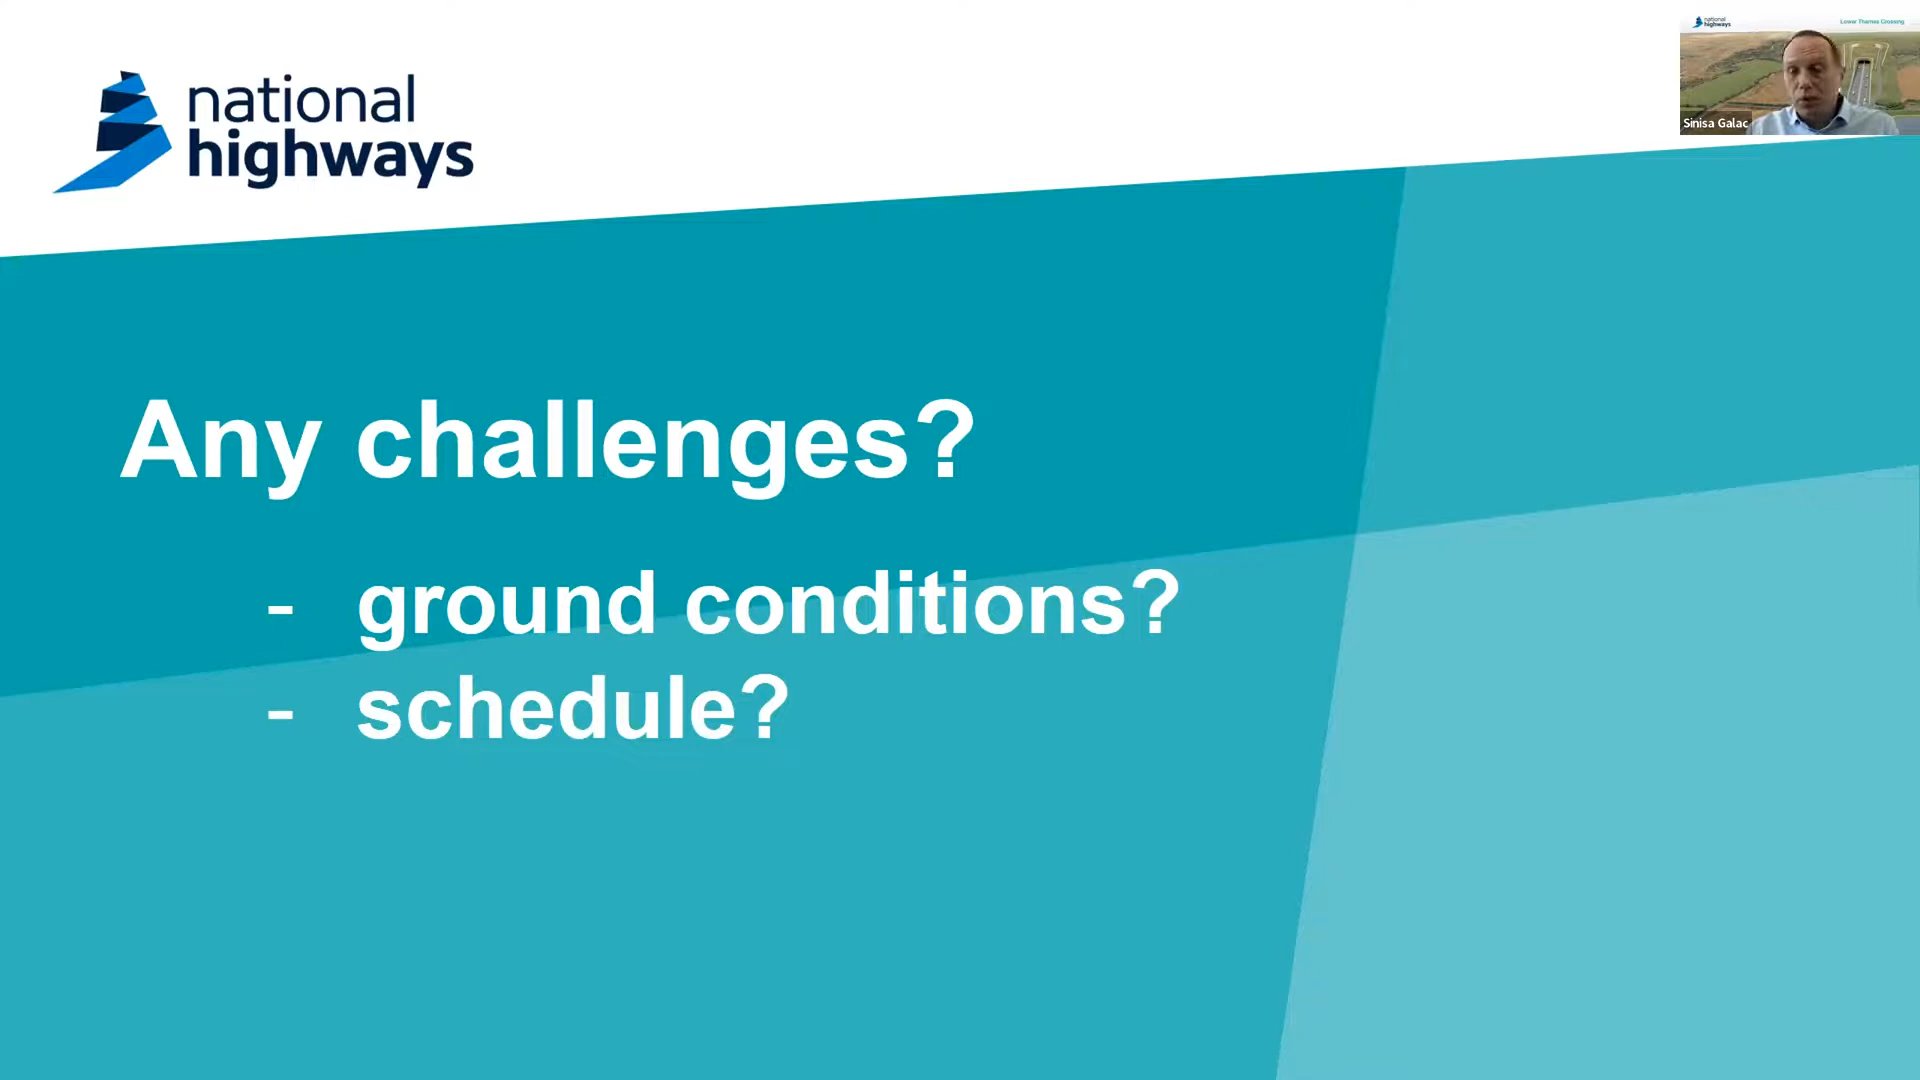 national
highways
national
highways
Lower Thames Crossing
Sinisa Galac
Any challenges?
- ground conditions?
- schedule?